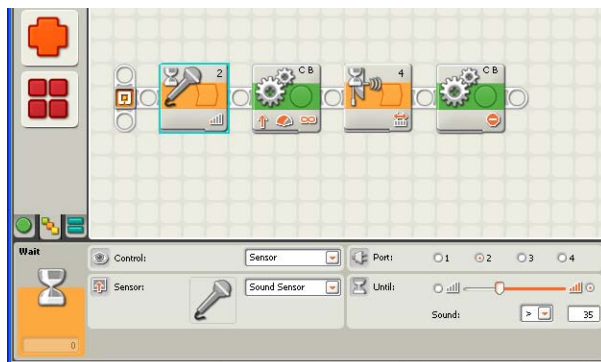 2 C B 4 C B
Wait
Control: Sensor Port: 1 2 3 4
Sensor: Sound Sensor Until:
Sound: > 35
0